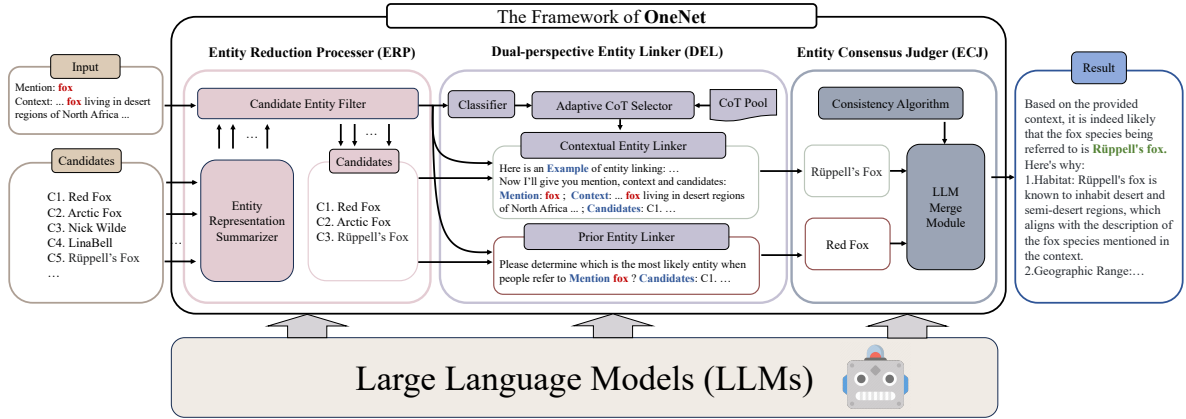 The Framework of OneNet
Entity Reduction Processer (ERP)
Dual-perspective Entity Linker (DEL)
Entity Consensus Judger (ECJ)
Input
Mention: fox
Context: ... fox living in desert
regions of North Africa ...
Candidates
C1. Red Fox
C2. Arctic Fox
C3. Nick Wilde
C4. LinaBell
C5. Rüppell's Fox
…
...
Candidate Entity Filter
…
…
Entity
Representation
Summarizer
Candidates
C1. Red Fox
C2. Arctic Fox
C3. Rüppell's Fox
Classifier
Adaptive CoT Selector
CoT Pool
Contextual Entity Linker
Here is an Example of entity linking: …
Now I'll give you mention, context and candidates:
Mention: fox ; Context: ... fox living in desert regions
of North Africa ... ; Candidates: C1. …
Prior Entity Linker
Please determine which is the most likely entity when
people refer to Mention fox ? Candidates: C1. …
Consistency Algorithm
Rüppell's Fox
Red Fox
LLM
Merge
Module
Result
Based on the provided
context, it is indeed likely
that the fox species being
referred to is Rüppell's fox.
Here's why:
1.Habitat: Rüppell's fox is
known to inhabit desert and
semi-desert regions, which
aligns with the description of
the fox species mentioned in
the context.
2.Geographic Range:…
Large Language Models (LLMs)